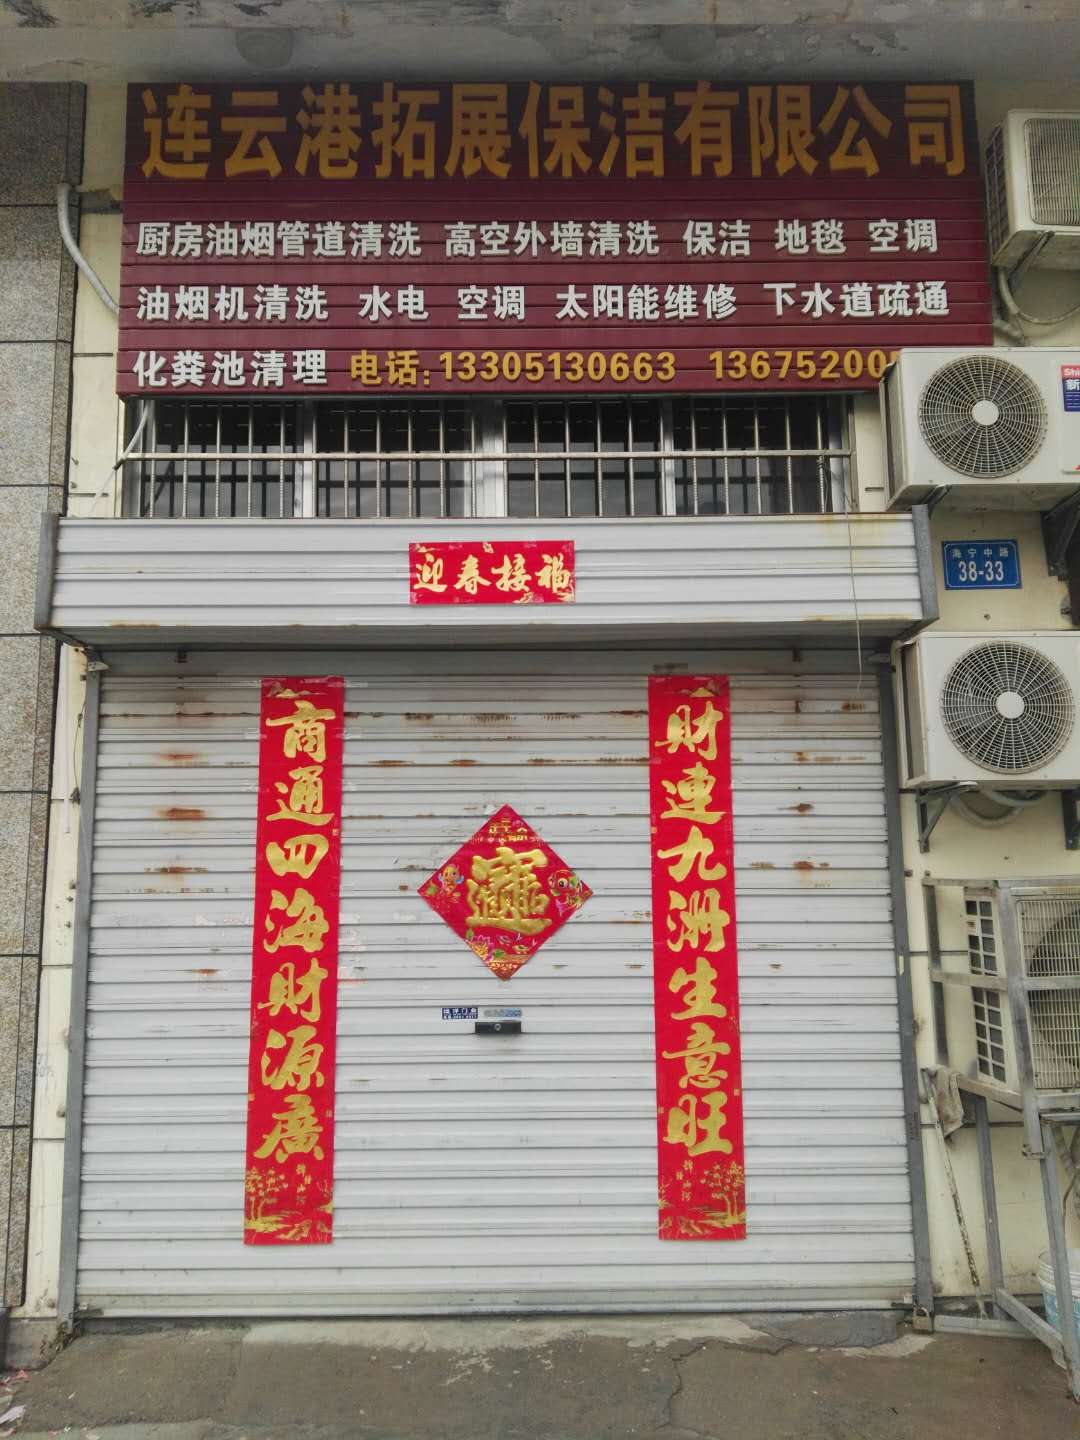 连云港拓展保洁有限公司
厨房油烟管道清洗 高空外墙清洗 保洁 地毯 空调
油烟机清洗 水电 空调 太阳能维修 下水道疏通
化粪池清理 电话:13305130663 13675200
迎春接福
海宁中路
38-33
财連九洲生意旺
商通四海财源廣